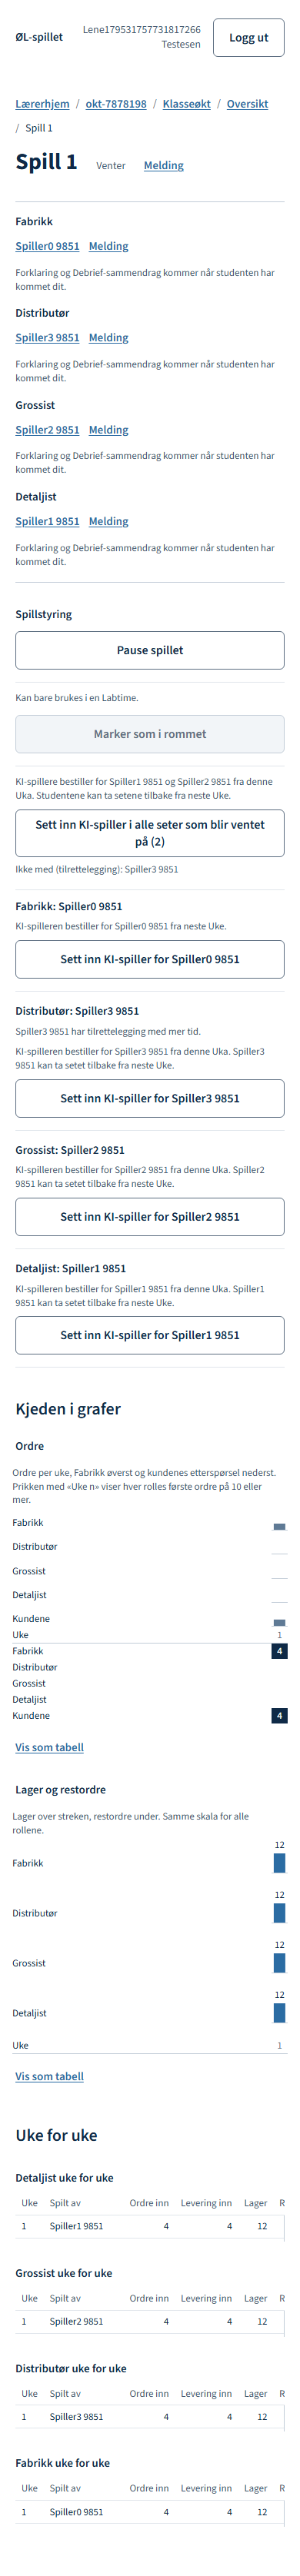 ØL-spillet
Lene179531757731817266
Testesen
Logg ut
Lærerhjem / okt-7878198 / Klasseøkt / Oversikt
/ Spill 1
Spill 1 Venter Melding
Fabrikk
Spiller0 9851 Melding
Forklaring og Debrief-sammendrag kommer når studenten har
kommet dit.
Distributør
Spiller3 9851 Melding
Forklaring og Debrief-sammendrag kommer når studenten har
kommet dit.
Grossist
Spiller2 9851 Melding
Forklaring og Debrief-sammendrag kommer når studenten har
kommet dit.
Detaljist
Spiller1 9851 Melding
Forklaring og Debrief-sammendrag kommer når studenten har
kommet dit.
Spillstyring
Pause spillet
Kan bare brukes i en Labtime.
Marker som i rommet
KI-spillere bestiller for Spiller1 9851 og Spiller2 9851 fra denne
Uka. Studentene kan ta setene tilbake fra neste Uke.
Sett inn KI-spiller i alle seter som blir ventet
på (2)
Ikke med (tilrettelegging): Spiller3 9851
Fabrikk: Spiller0 9851
KI-spilleren bestiller for Spiller0 9851 fra neste Uke.
Sett inn KI-spiller for Spiller0 9851
Distributør: Spiller3 9851
Spiller3 9851 har tilrettelegging med mer tid.
KI-spilleren bestiller for Spiller3 9851 fra denne Uka. Spiller3
9851 kan ta setet tilbake fra neste Uke.
Sett inn KI-spiller for Spiller3 9851
Grossist: Spiller2 9851
KI-spilleren bestiller for Spiller2 9851 fra denne Uka. Spiller2
9851 kan ta setet tilbake fra neste Uke.
Sett inn KI-spiller for Spiller2 9851
Detaljist: Spiller1 9851
KI-spilleren bestiller for Spiller1 9851 fra denne Uka. Spiller1
9851 kan ta setet tilbake fra neste Uke.
Sett inn KI-spiller for Spiller1 9851
Kjeden i grafer
Ordre
Ordre per uke, Fabrikk øverst og kundenes etterspørsel nederst.
Prikken med «Uke n» viser hver rolles første ordre på 10 eller
mer.
Fabrikk
Distributør
Grossist
Detaljist
Kundene
Uke 1
Fabrikk 4
Distributør
Grossist
Detaljist
Kundene 4
Vis som tabell
Lager og restordre
Lager over streken, restordre under. Samme skala for alle
rollene.
12
Fabrikk
12
Distributør
12
Grossist
12
Detaljist
Uke 1
Vis som tabell
Uke for uke
Detaljist uke for uke
Uke Spilt av Ordre inn Levering inn Lager R
1 Spiller1 9851 4 4 12
Grossist uke for uke
Uke Spilt av Ordre inn Levering inn Lager R
1 Spiller2 9851 4 4 12
Distributør uke for uke
Uke Spilt av Ordre inn Levering inn Lager R
1 Spiller3 9851 4 4 12
Fabrikk uke for uke
Uke Spilt av Ordre inn Levering inn Lager R
1 Spiller0 9851 4 4 12